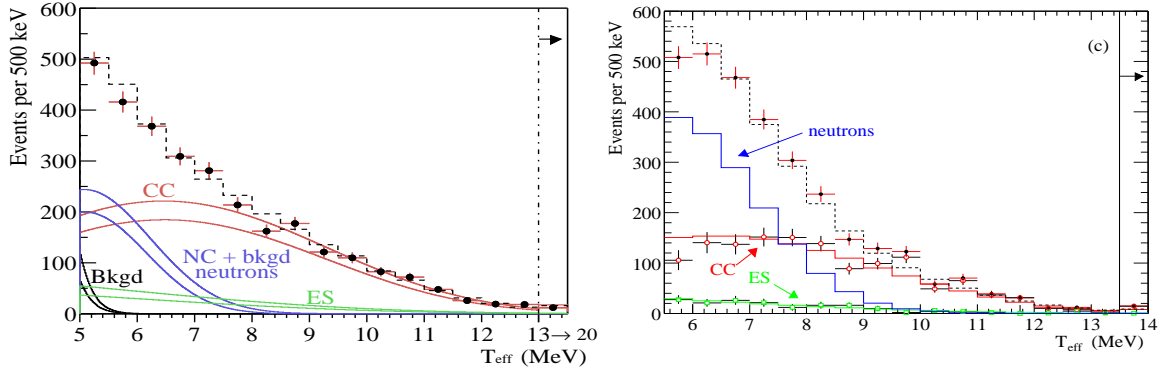 600
500
400
300
200
100
0
Events per 500 keV
CC
NC + bkgd
neutrons
Bkgd
ES
5 6 7 8 9 10 11 12 13→20
Teff (MeV)
600
500
400
300
200
100
0
Events per 500 keV
(c)
neutrons
CC
ES
6 7 8 9 10 11 12 13 14
Teff (MeV)